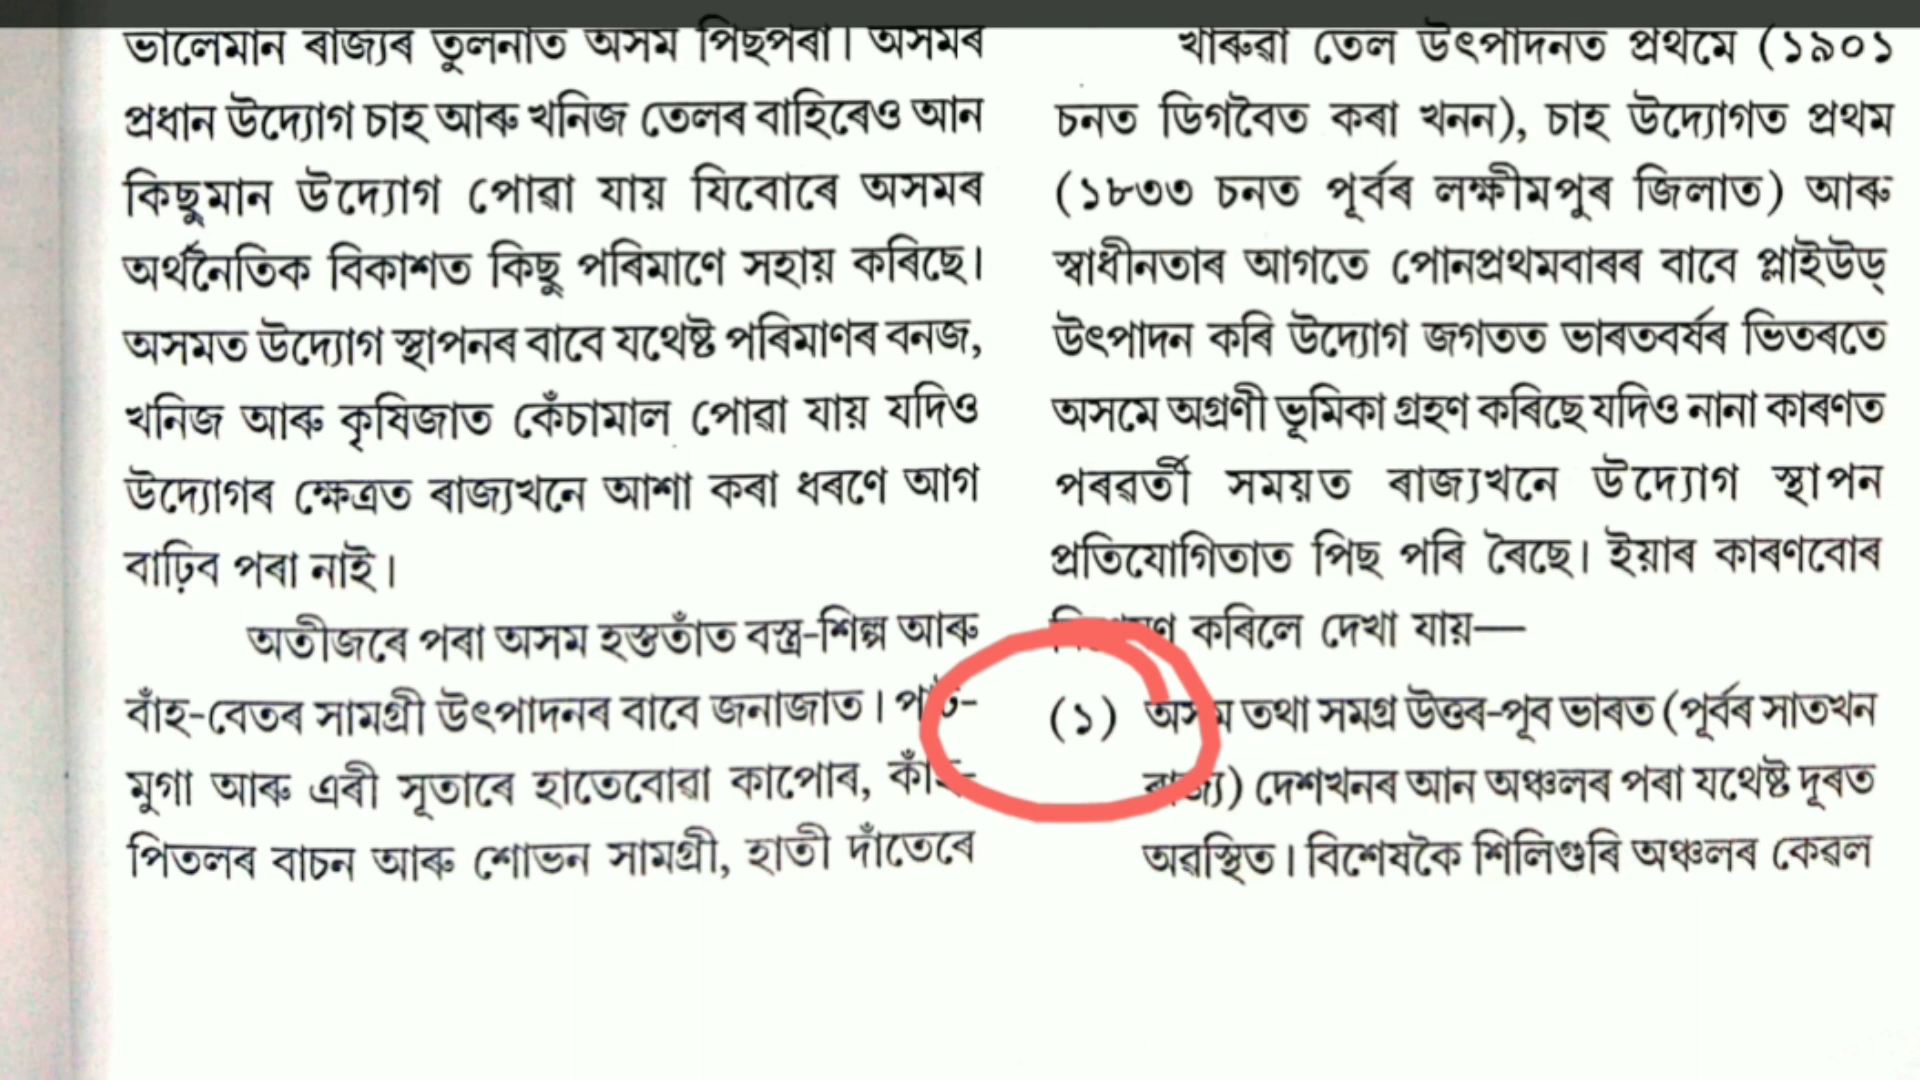 ভালেমান ৰাজ্যৰ তুলনাত অসম পিছপৰা। অসমৰ
প্ৰধান উদ্যোগ চাহ আৰু খনিজ তেলৰ বাহিৰেও আন
কিছুমান উদ্যোগ পোৱা যায় যিবোৰে অসমৰ
অৰ্থনৈতিক বিকাশত কিছু পৰিমাণে সহায় কৰিছে।
অসমত উদ্যোগ স্থাপনৰ বাবে যথেষ্ট পৰিমাণৰ বনজ,
খনিজ আৰু কৃষিজাত কেঁচামাল পোৱা যায় যদিও
উদ্যোগৰ ক্ষেত্ৰত ৰাজ্যখনে আশা কৰা ধৰণে আগ
বাঢ়িব পৰা নাই।
অতীজৰে পৰা অসম হস্ততাঁত বস্ত্ৰ-শিল্প আৰু
বাঁহ-বেতৰ সামগ্ৰী উৎপাদনৰ বাবে জনাজাত।
মুগা আৰু এৰী সূতাৰে হাতেবোৱা কাপোৰ,
পিতলৰ বাচন আৰু শোভন সামগ্ৰী, হাতী দাঁতেৰে
খাৰুৱা তেল উৎপাদনত প্ৰথমে (১৯০১
চনত ডিগবৈত কৰা খনন), চাহ উদ্যোগত প্ৰথম
(১৮৩৩ চনত পূৰ্বৰ লক্ষীমপুৰ জিলাত) আৰু
স্বাধীনতাৰ আগতে পোনপ্ৰথমবাৰৰ বাবে প্লাইউড্
উৎপাদন কৰি উদ্যোগ জগতত ভাৰতবৰ্ষৰ ভিতৰতে
অসমে অগ্ৰণী ভূমিকা গ্ৰহণ কৰিছে যদিও নানা কাৰণত
পৰৱৰ্তী সময়ত ৰাজ্যখনে উদ্যোগ স্থাপন
প্ৰতিযোগিতাত পিছ পৰি ৰৈছে। ইয়াৰ কাৰণবোৰ
কৰিলে দেখা যায়—
(১) অসম তথা সমগ্ৰ উত্তৰ-পূব ভাৰত (পূৰ্বৰ সাতখন
ৰাজ্য) দেশখনৰ আন অঞ্চলৰ পৰা যথেষ্ট দূৰত
অৱস্থিত। বিশেষকৈ শিলিগুৰি অঞ্চলৰ কেৱল